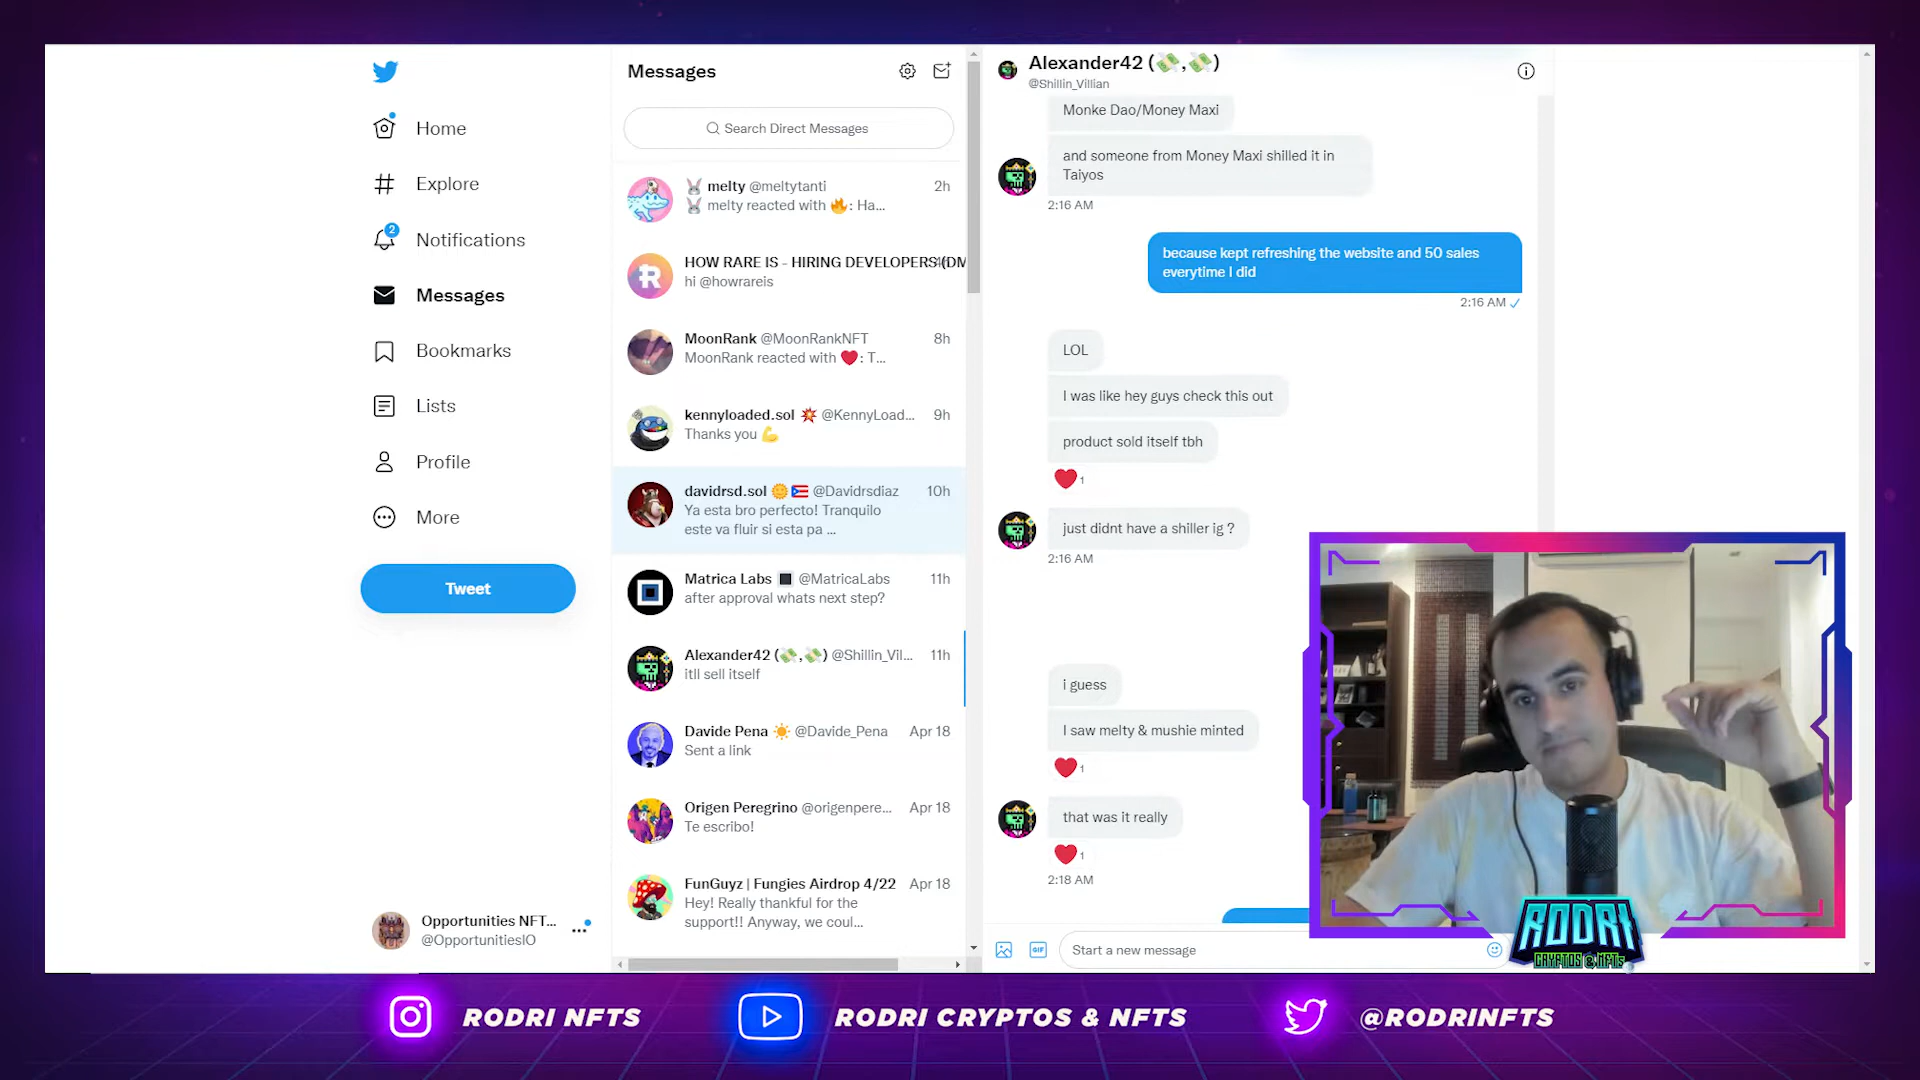 Home
Explore
2
Notifications
Messages
Bookmarks
Lists
Profile
More
Tweet
Opportunities NFT...
@OpportunitiesIO
Messages
Search Direct Messages
melty @meltytanti 2h
melty reacted with 🔥: Ha...
HOW RARE IS - HIRING DEVELOPERS (DM
hi @howrareis
MoonRank @MoonRankNFT 8h
MoonRank reacted with ❤️: T...
kennyloaded.sol 💥 @KennyLoad... 9h
Thanks you 💪
davidrsd.sol 🌞🇵🇷 @Davidrsdiaz 10h
Ya esta bro perfecto! Tranquilo
este va fluir si esta pa ...
Matrica Labs @MatricaLabs 11h
after approval whats next step?
Alexander42 (💸,💸) @Shillin_Vil... 11h
itll sell itself
Davide Pena ☀️ @Davide_Pena Apr 18
Sent a link
Origen Peregrino @origenpere... Apr 18
Te escribo!
FunGuyz | Fungies Airdrop 4/22 Apr 18
Hey! Really thankful for the
support!! Anyway, we coul...
Alexander42 (💸,💸)
@Shillin_Villian
Monke Dao/Money Maxi
and someone from Money Maxi shilled it in
Taiyos
2:16 AM
because kept refreshing the website and 50 sales
everytime I did
2:16 AM ✓
LOL
I was like hey guys check this out
product sold itself tbh
❤️ 1
just didnt have a shiller ig ?
2:16 AM
i guess
I saw melty & mushie minted
❤️ 1
that was it really
❤️ 1
2:18 AM
GIF
Start a new message
RODRI
CRYPTOS & NFTs
RODRI NFTS
RODRI CRYPTOS & NFTS
@RODRINFTS